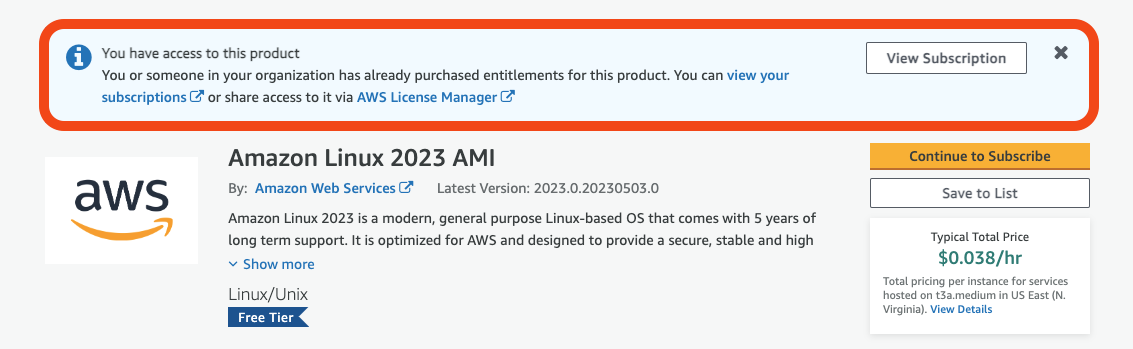 You have access to this product
You or someone in your organization has already purchased entitlements for this product. You can view your
subscriptions or share access to it via AWS License Manager
View Subscription
aws
Amazon Linux 2023 AMI
By: Amazon Web Services Latest Version: 2023.0.20230503.0
Amazon Linux 2023 is a modern, general purpose Linux-based OS that comes with 5 years of
long term support. It is optimized for AWS and designed to provide a secure, stable and high
Show more
Linux/Unix
Free Tier
Continue to Subscribe
Save to List
Typical Total Price
$0.038/hr
Total pricing per instance for services
hosted on t3a.medium in US East (N.
Virginia). View Details